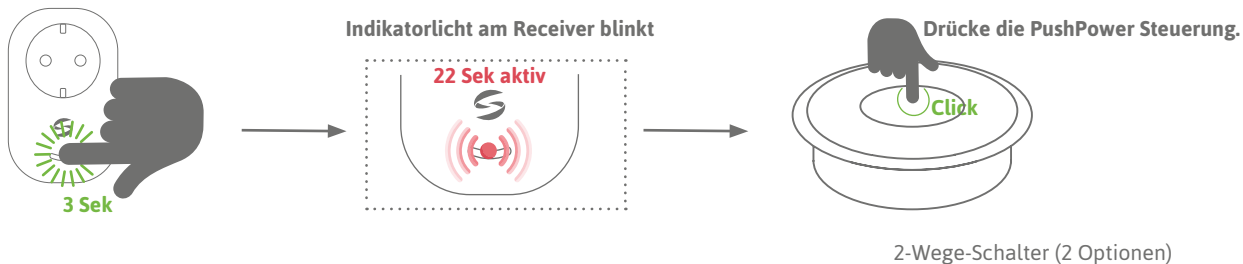 Indikatorlicht am Receiver blinkt
Drücke die PushPower Steuerung.
22 Sek aktiv
Click
3 Sek
2-Wege-Schalter (2 Optionen)